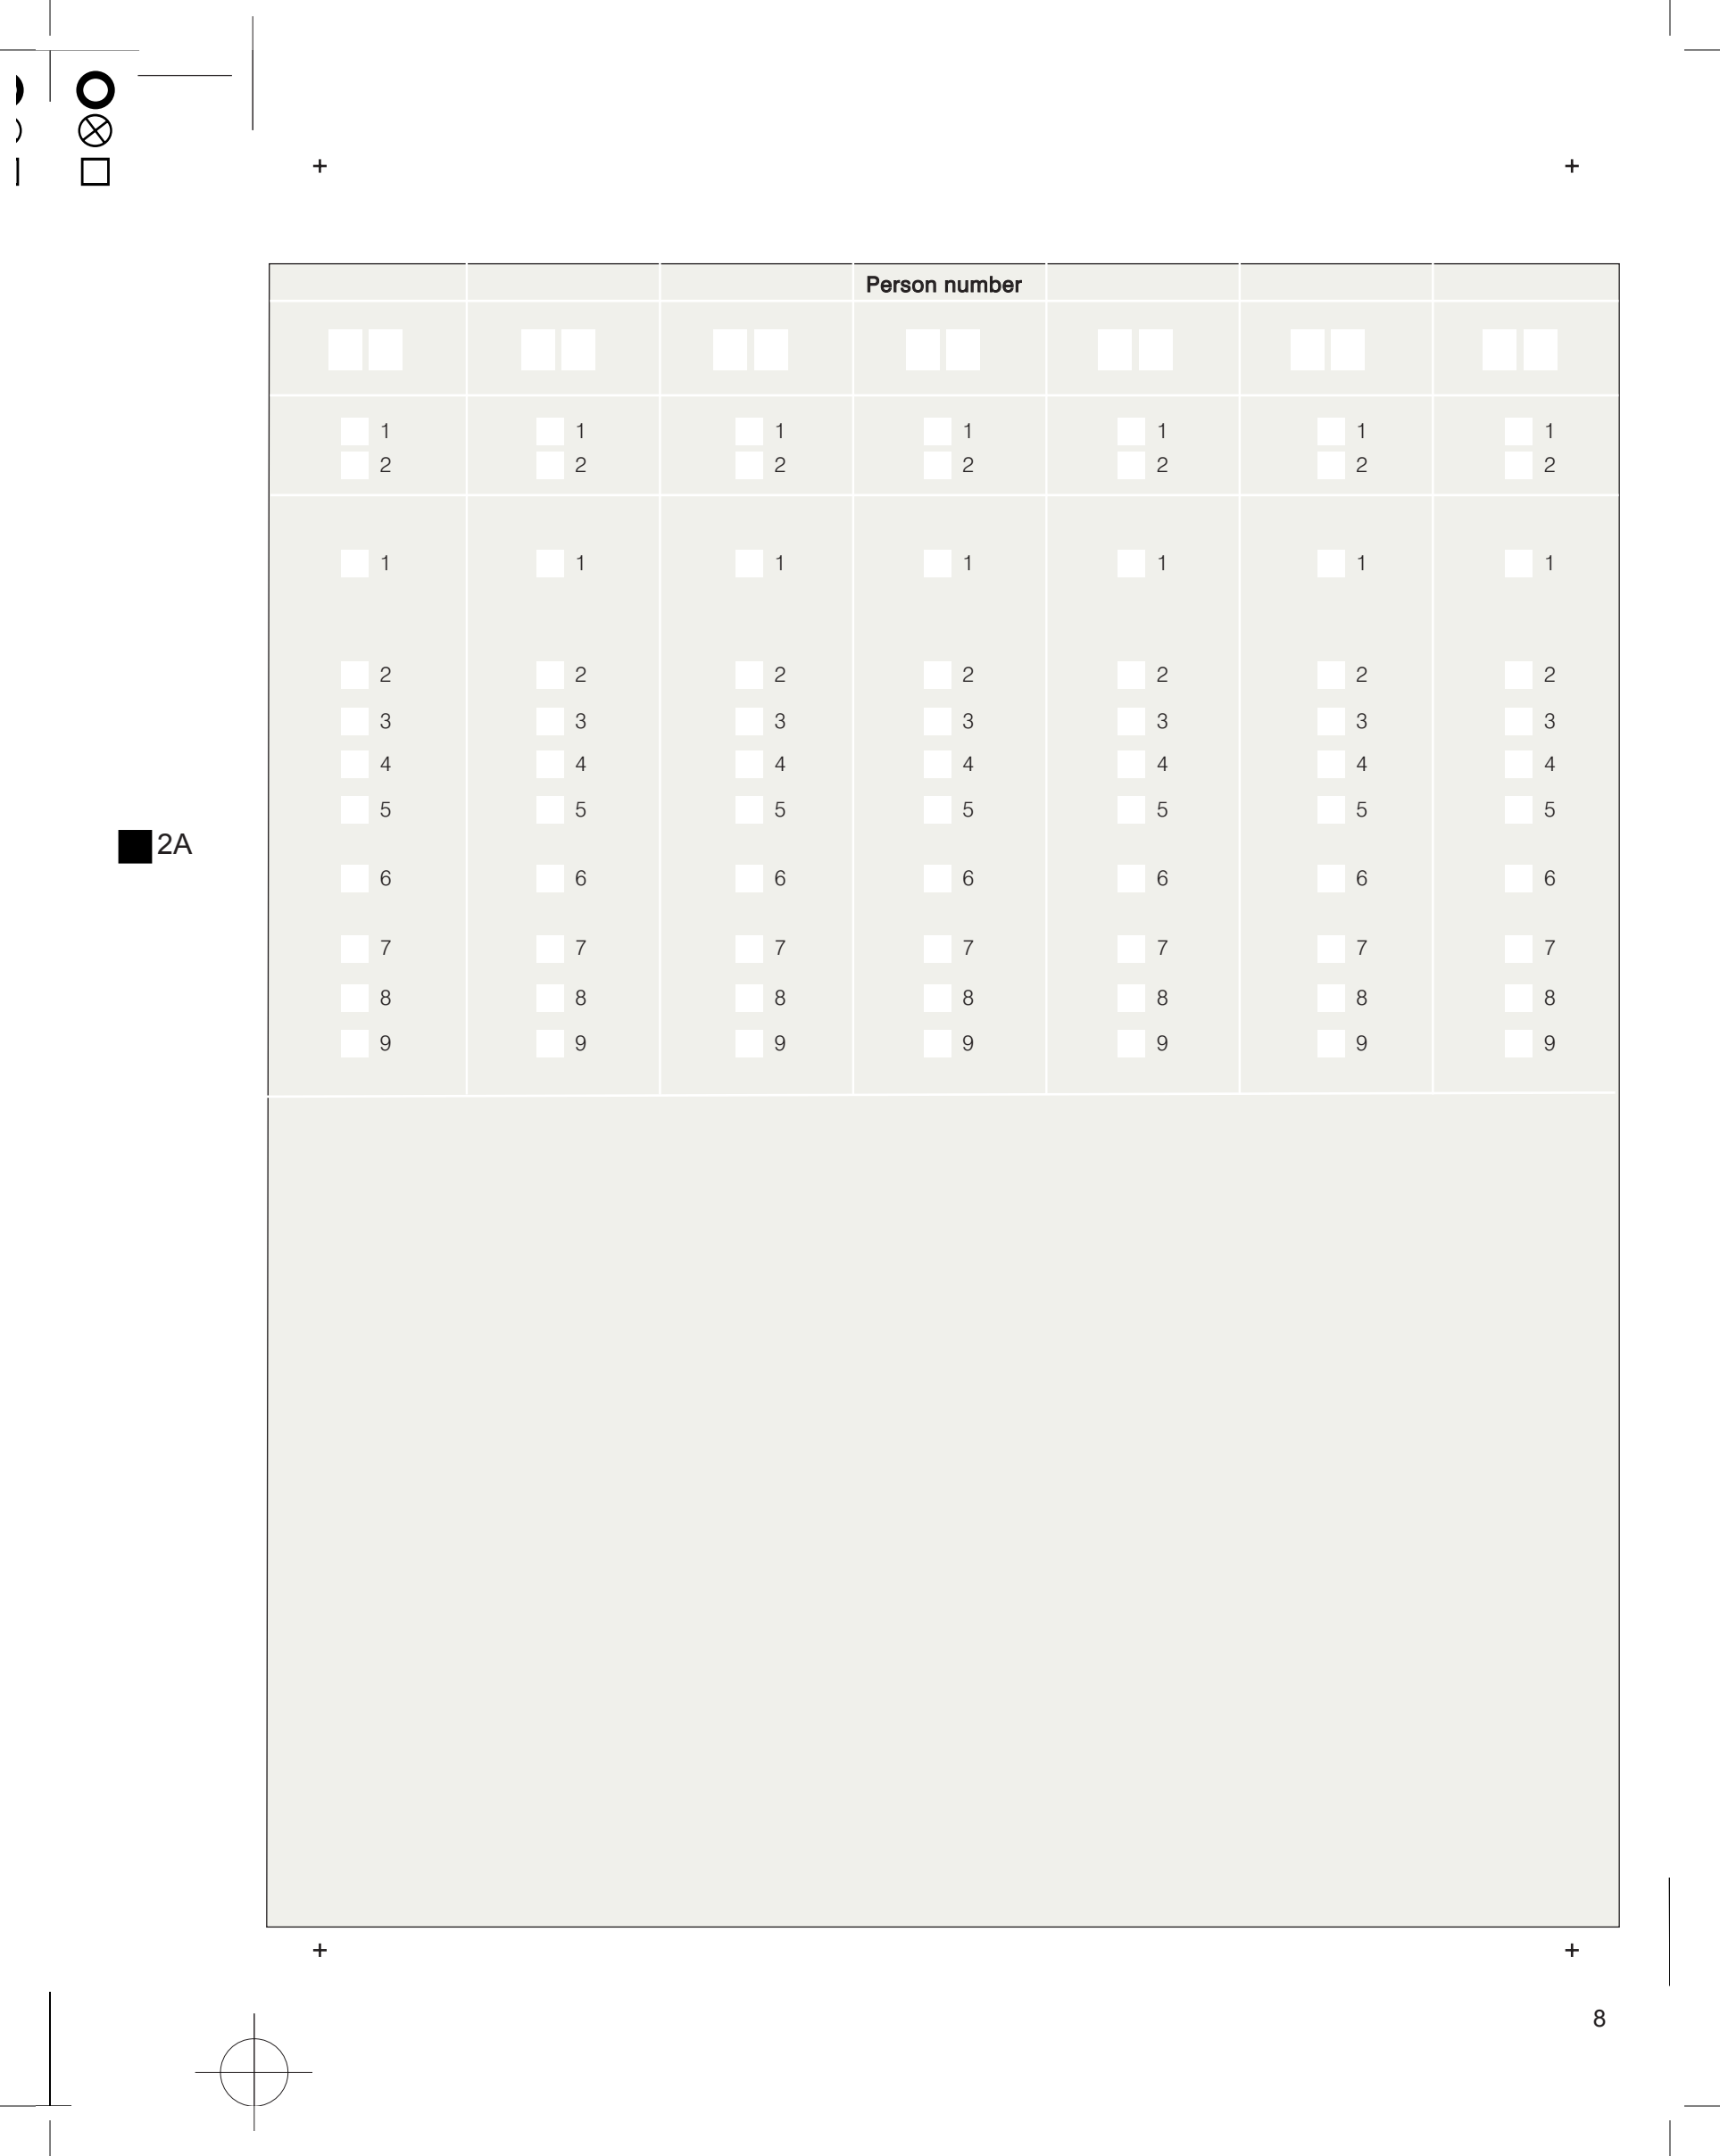 Person number
1 1 1 1 1 1 1
2 2 2 2 2 2 2
1 1 1 1 1 1 1
2 2 2 2 2 2 2
3 3 3 3 3 3 3
4 4 4 4 4 4 4
5 5 5 5 5 5 5
2A
6 6 6 6 6 6 6
7 7 7 7 7 7 7
8 8 8 8 8 8 8
9 9 9 9 9 9 9
8